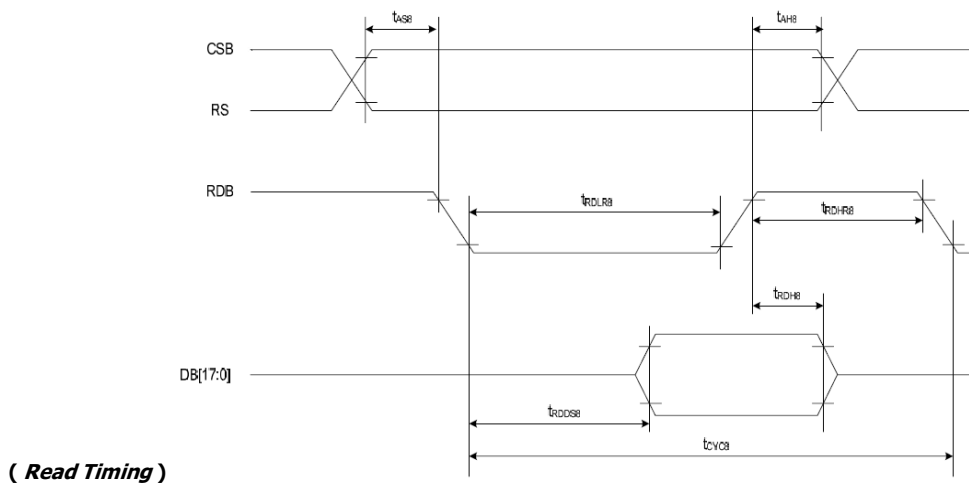 tAS8
tAH8
CSB
RS
RDB
tRDLR8
tRDHR8
tRDH8
DB[17:0]
tRDDS8
tCYC8
( Read Timing )